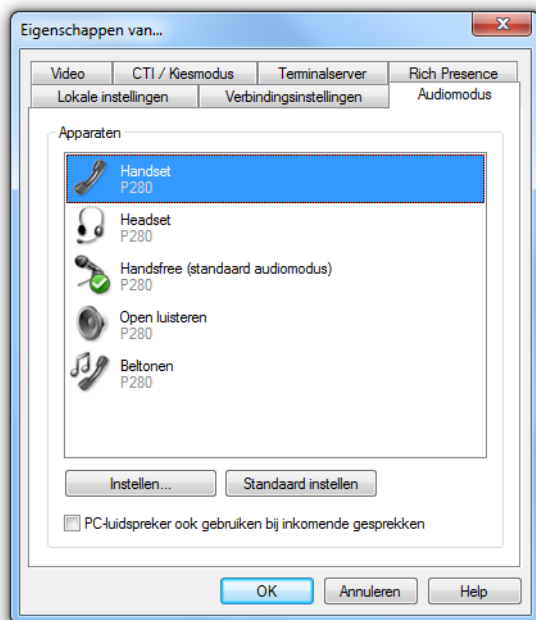 Eigenschappen van...
Video
CTI / Kiesmodus
Terminalserver
Rich Presence
Lokale instellingen
Verbindingsinstellingen
Audiomodus
Apparaten
Handset
P280
Headset
P280
Handsfree (standaard audiomodus)
P280
Open luisteren
P280
Beltonen
P280
Instellen...
Standaard instellen
PC-luidspreker ook gebruiken bij inkomende gesprekken
OK
Annuleren
Help